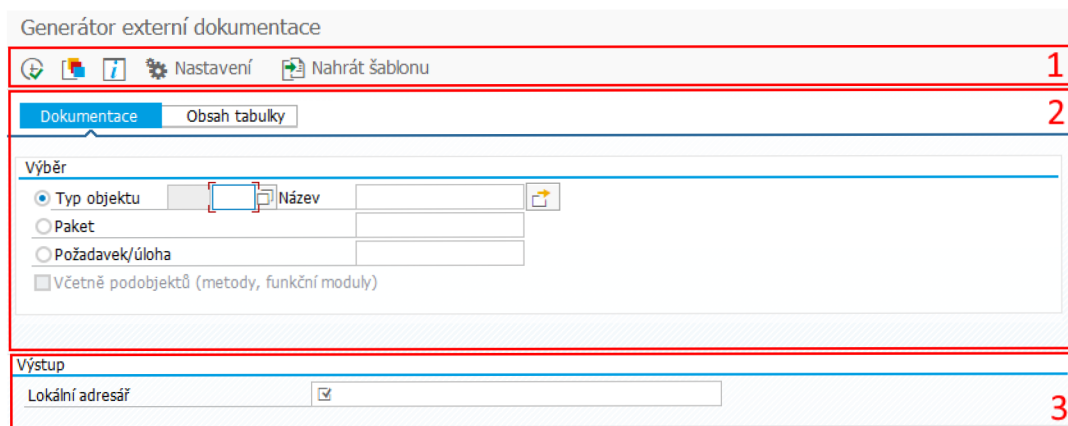 Generátor externí dokumentace
i Nastavení Nahrát šablonu 1
Dokumentace Obsah tabulky 2
Výběr
Typ objektu Název
Paket
Požadavek/úloha
Včetně podobjektů (metody, funkční moduly)
Výstup
Lokální adresář
3